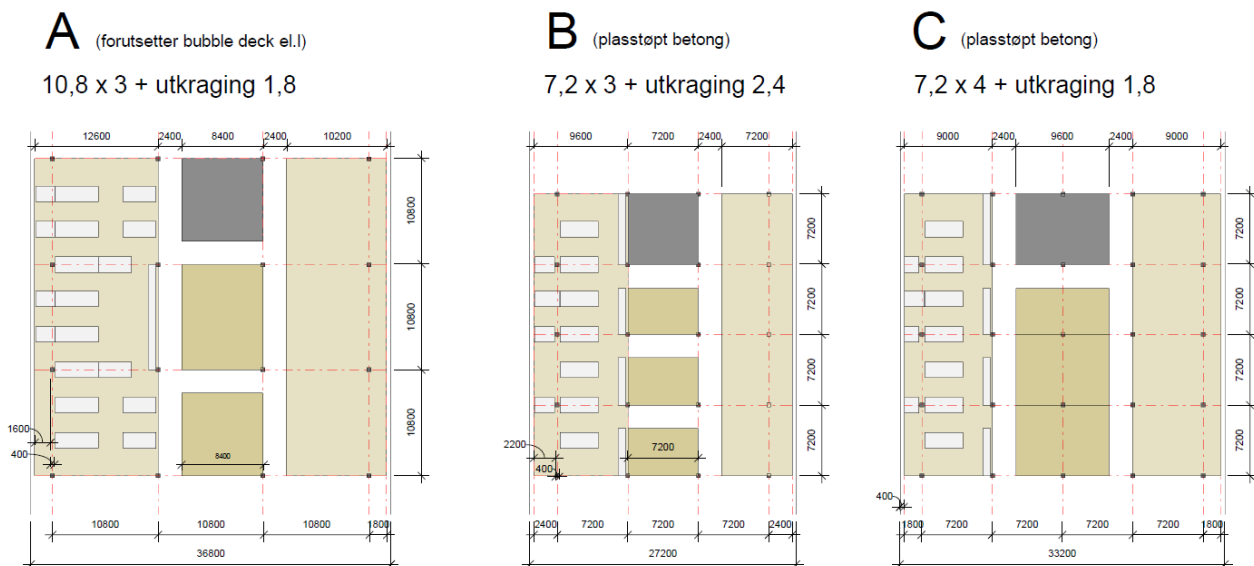 A (forutsetter bubble deck el.l)
10,8 x 3 + utkraging 1,8
12600 2400 8400 2400 10200
10800
10800
10800
1600
400
8400
10800 10800 10800 1800
36800
B (plasstøpt betong)
7,2 x 3 + utkraging 2,4
9600 7200 2400 7200
7200
7200
7200
7200
2200
400
7200
2400 7200 7200 7200 2400
27200
C (plasstøpt betong)
7,2 x 4 + utkraging 1,8
9000 2400 9600 2400 9000
7200
7200
7200
7200
400
1800 7200 7200 7200 7200 1800
33200